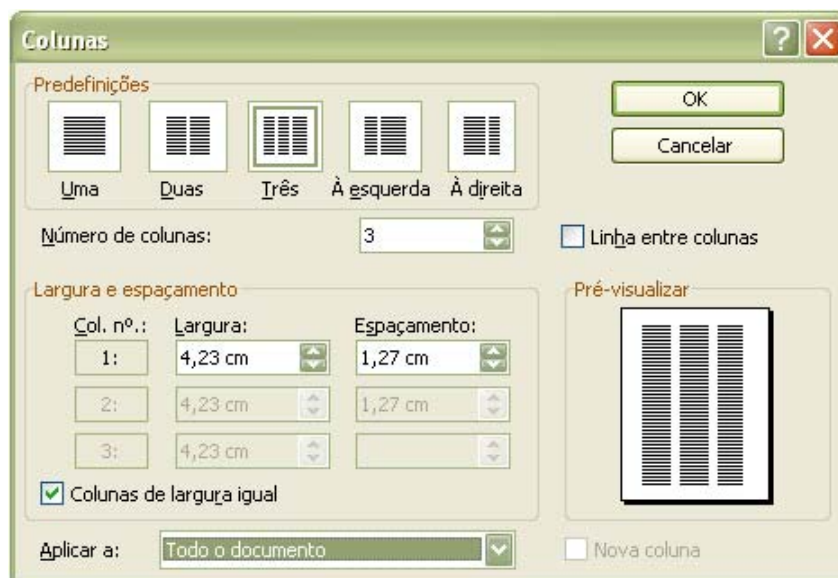 Colunas
Predefinições
OK
Cancelar
Uma Duas Três À esquerda À direita
Número de colunas: 3 Linha entre colunas
Largura e espaçamento Pré-visualizar
Col. nº.: Largura: Espaçamento:
1: 4,23 cm 1,27 cm
2: 4,23 cm 1,27 cm
3: 4,23 cm
Colunas de largura igual
Aplicar a: Todo o documento Nova coluna